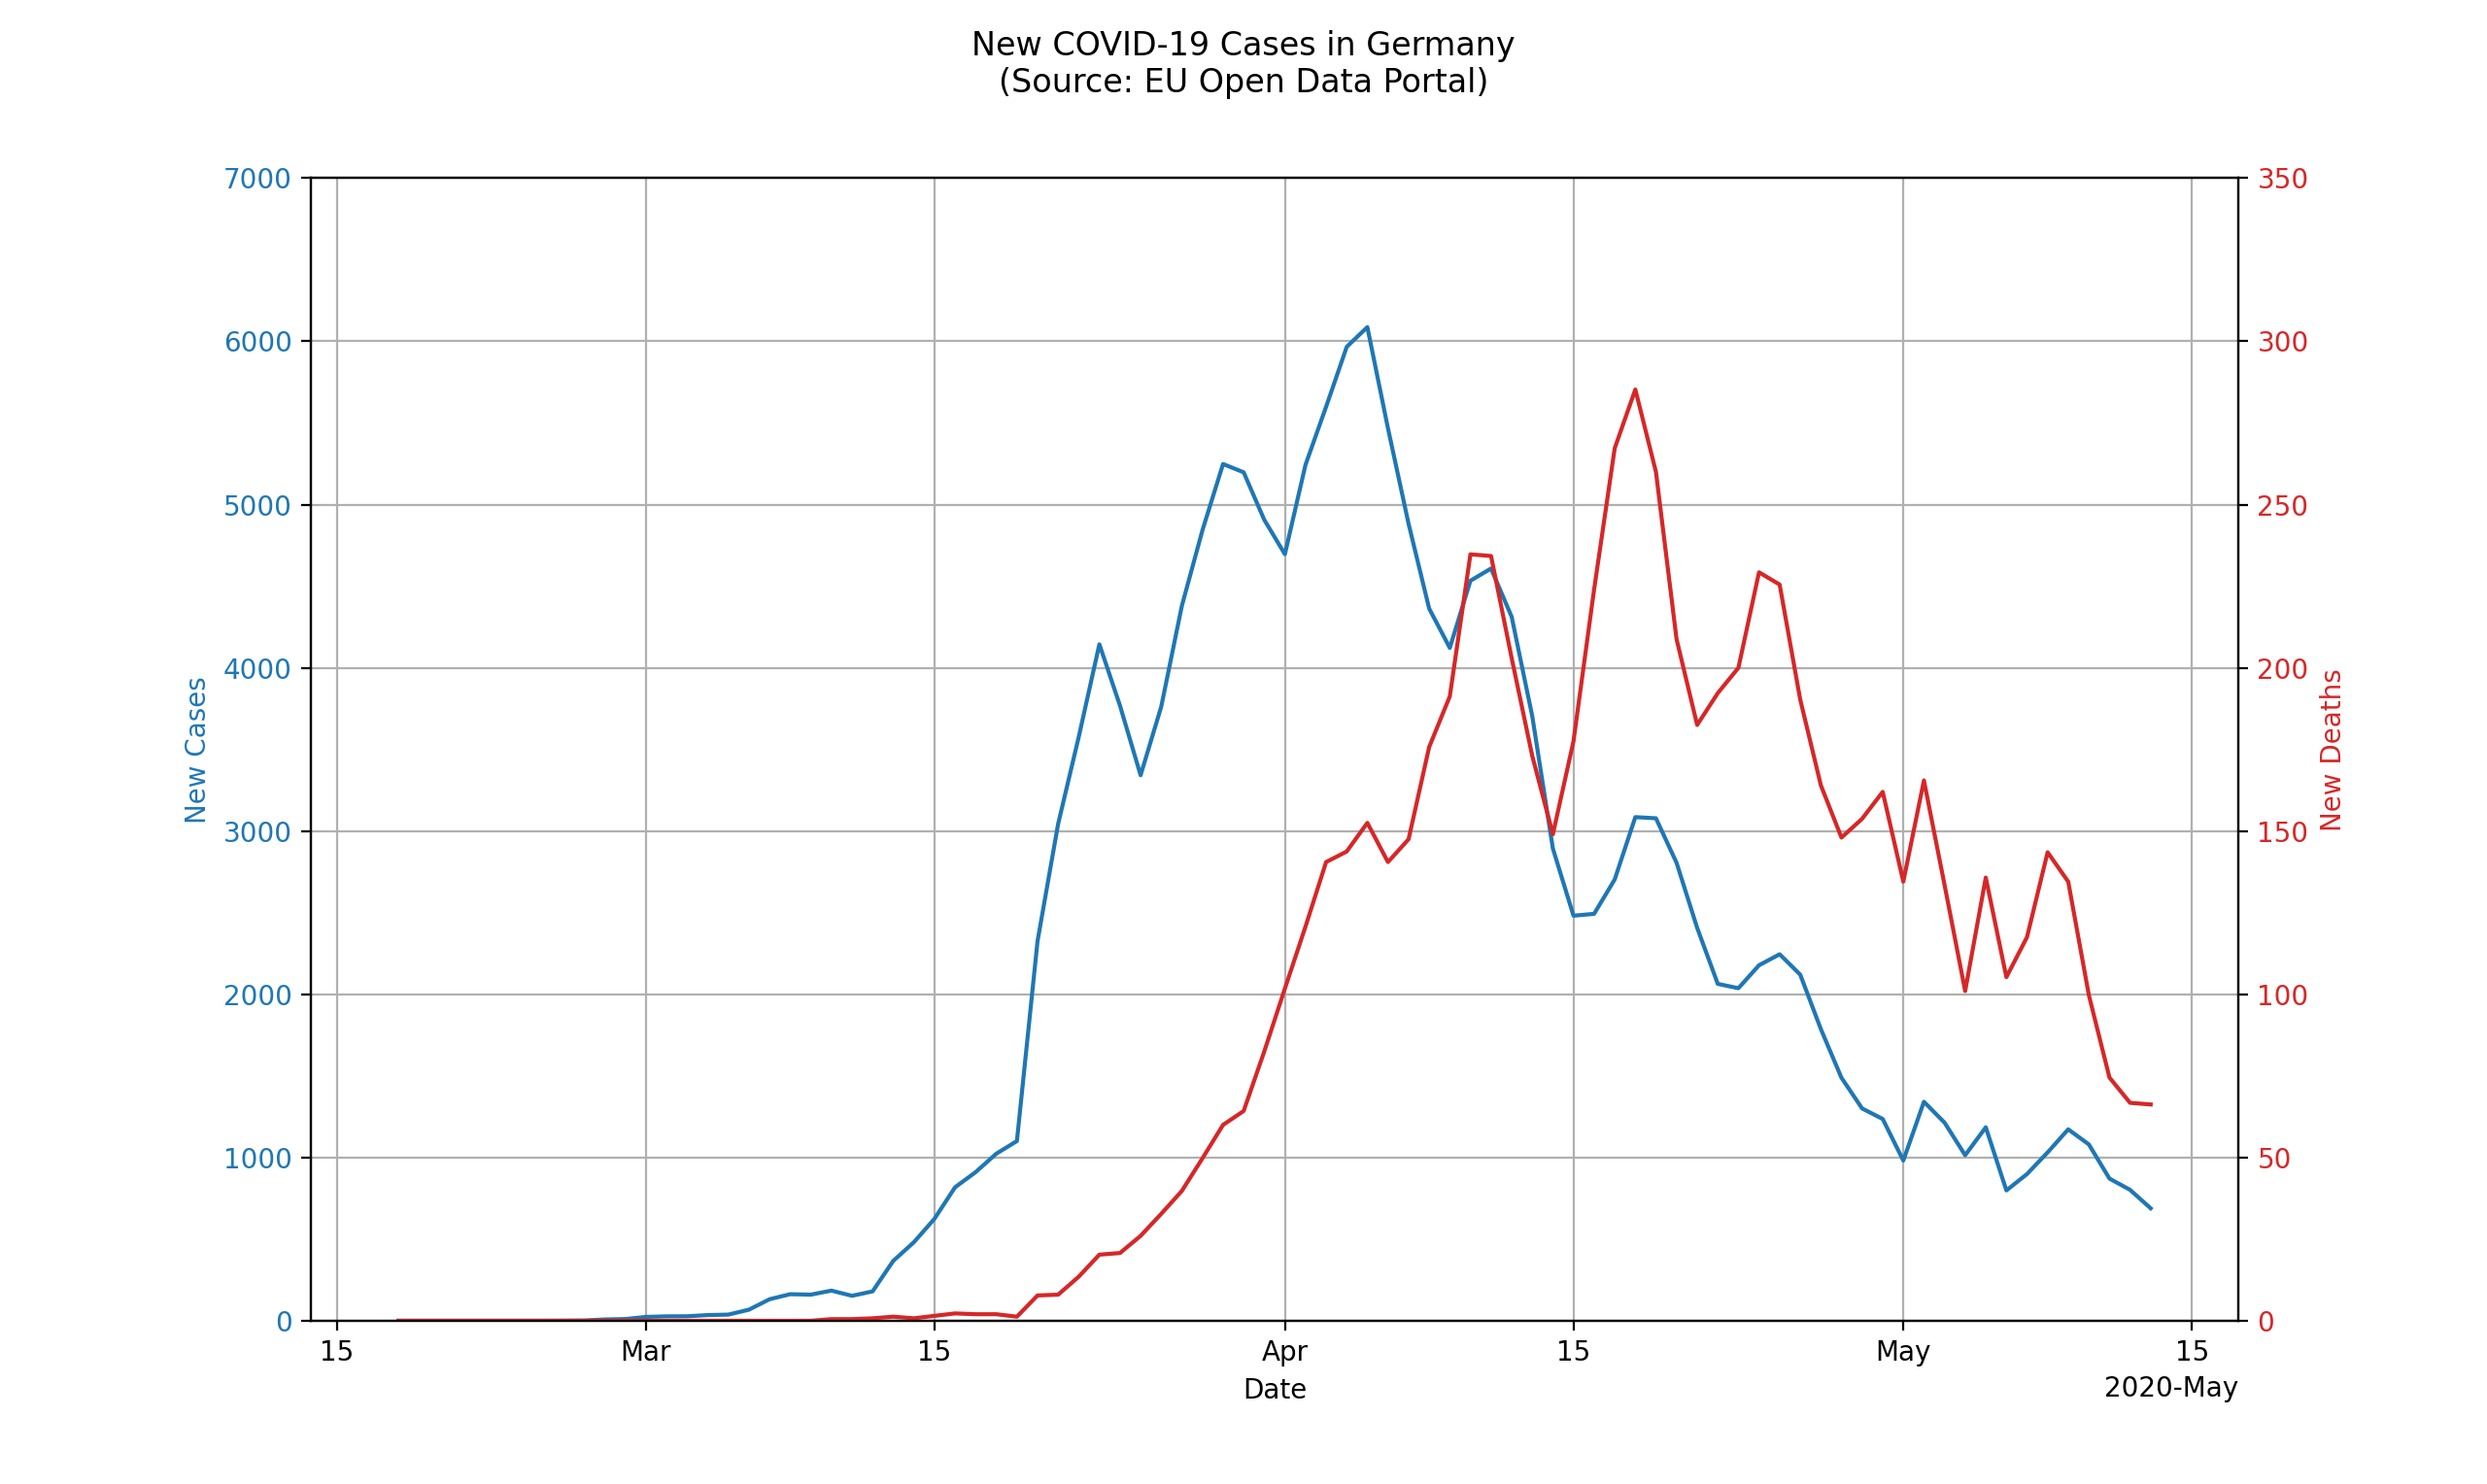 New COVID-19 Cases in Germany
(Source: EU Open Data Portal)
7000
6000
5000
4000
3000
2000
1000
0
New Cases
350
300
250
200
150
100
50
0
New Deaths
15
Mar
15
Apr
15
May
15
Date
2020-May